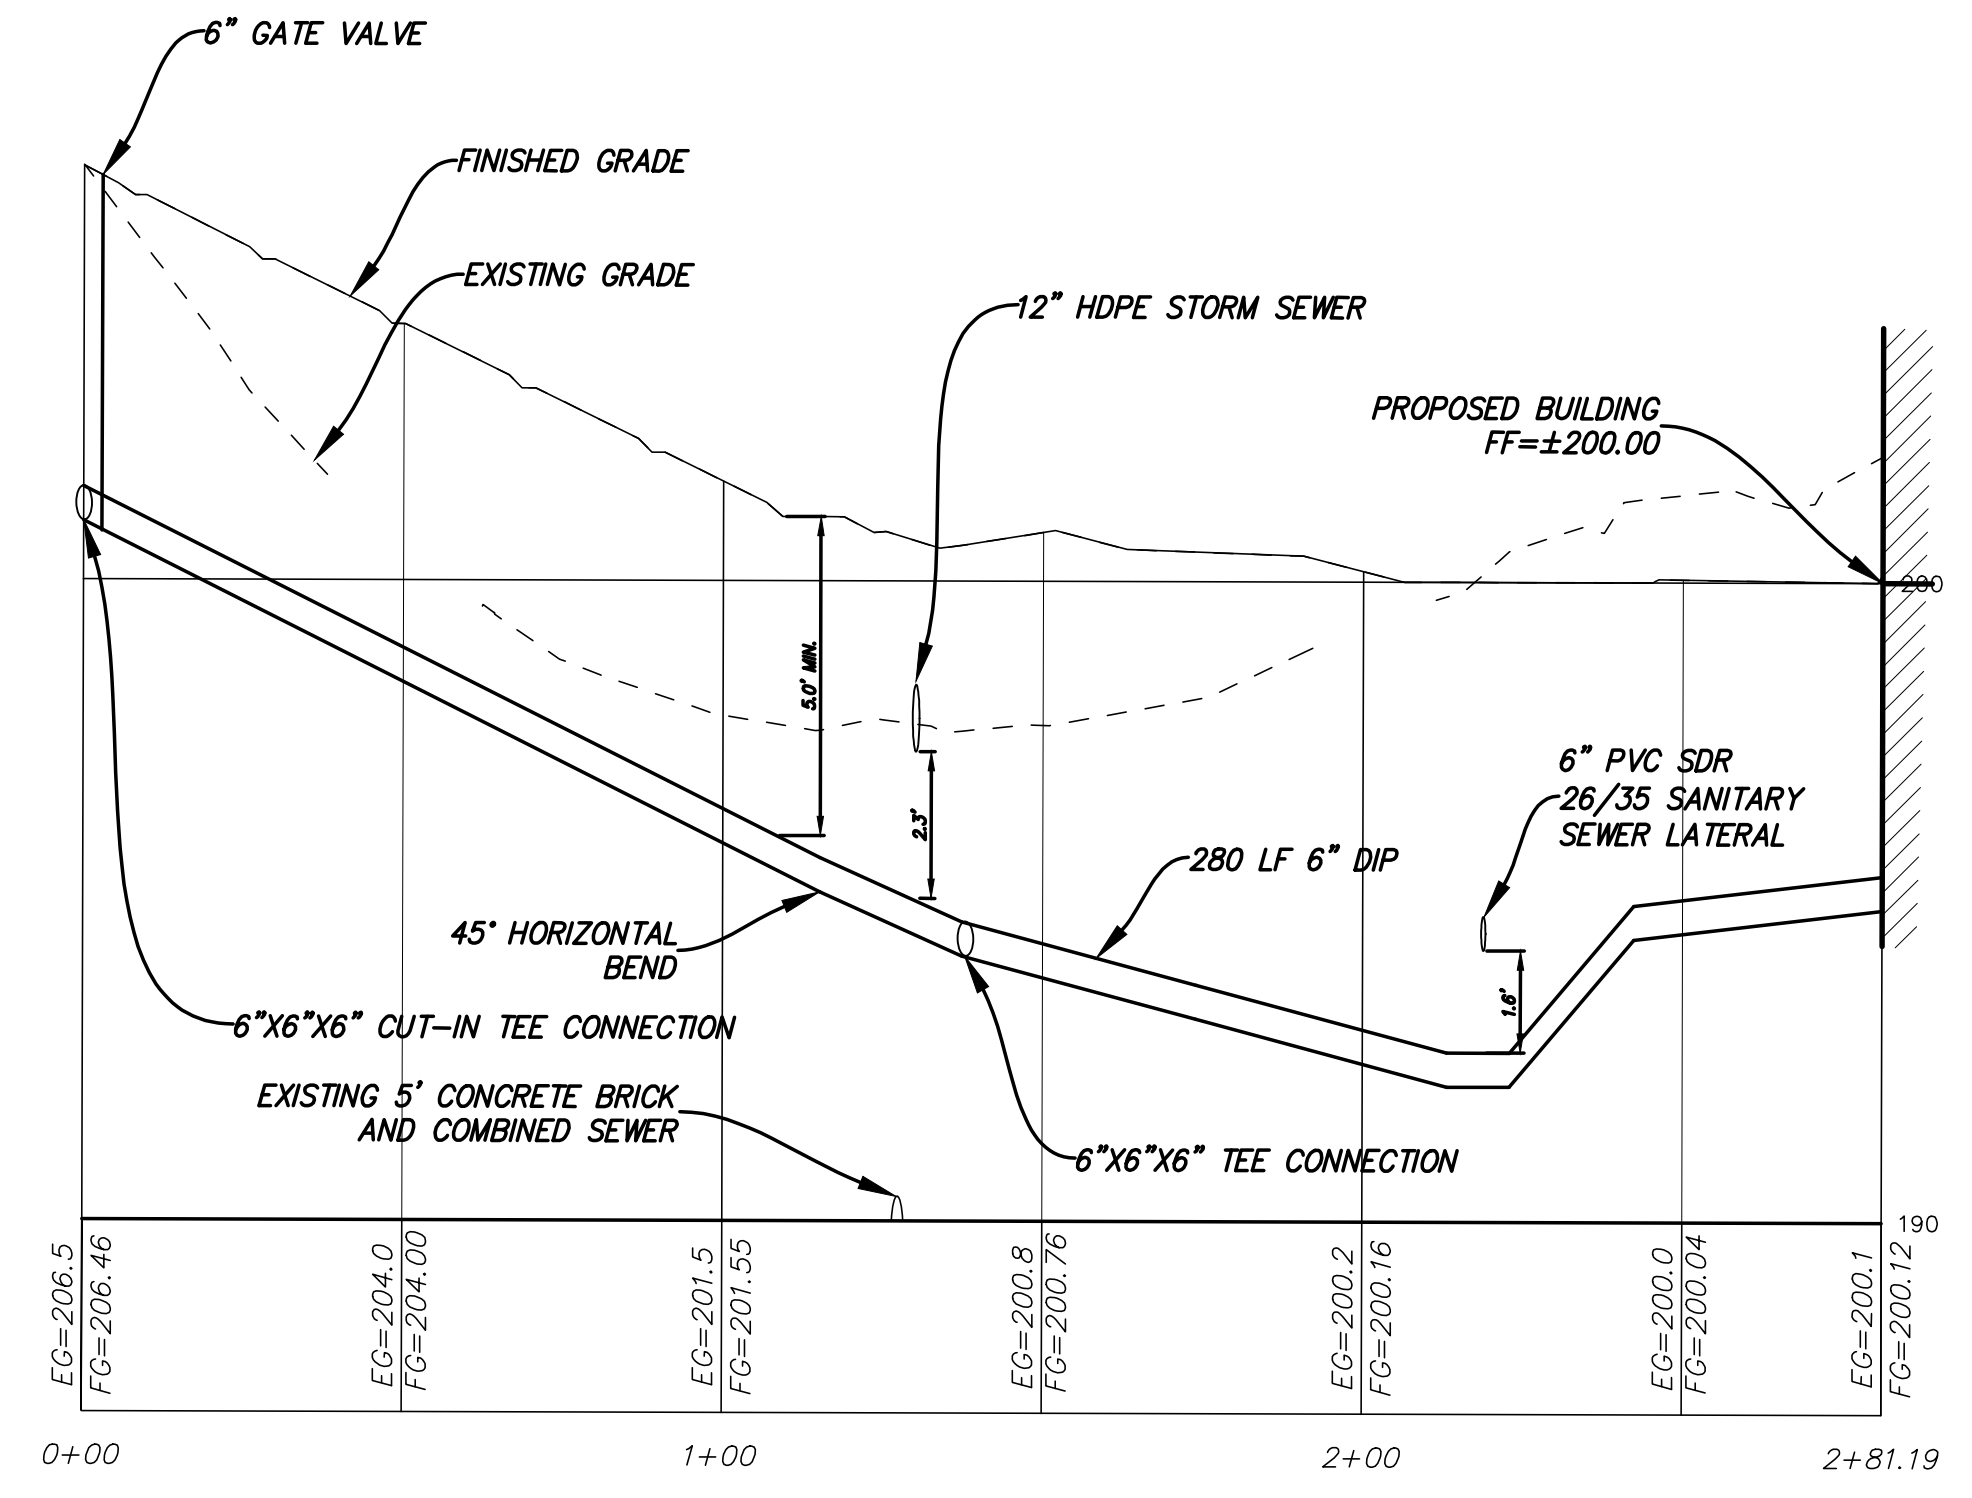 6" GATE VALVE
FINISHED GRADE
EXISTING GRADE
12" HDPE STORM SEWER
PROPOSED BUILDING
FF=±200.00
200
5.0' MIN.
2.3'
6" PVC SDR
26/35 SANITARY
SEWER LATERAL
280 LF 6" DIP
45° HORIZONTAL
BEND
1.6'
6"X6"X6" CUT-IN TEE CONNECTION
EXISTING 5' CONCRETE BRICK
AND COMBINED SEWER
6"X6"X6" TEE CONNECTION
190
EG=206.5
FG=206.46
EG=204.0
FG=204.00
EG=201.5
FG=201.55
EG=200.8
FG=200.76
EG=200.2
FG=200.16
EG=200.0
FG=200.04
EG=200.1
FG=200.12
0+00
1+00
2+00
2+81.19